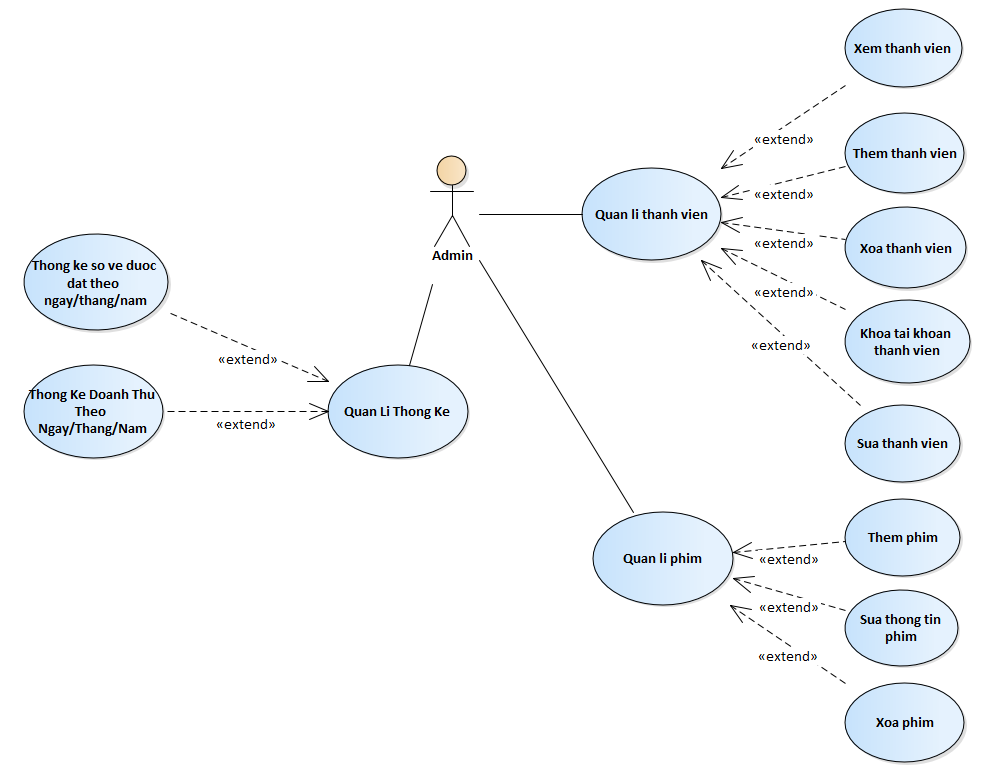 Xem thanh vien
«extend»
Them thanh vien
«extend»
Quan li thanh vien
«extend»
Xoa thanh vien
Admin
Thong ke so ve duoc
dat theo
ngay/thang/nam
«extend»
Khoa tai khoan
thanh vien
«extend»
«extend»
Thong Ke Doanh Thu
Theo
Ngay/Thang/Nam
«extend»
Quan Li Thong Ke
Sua thanh vien
Them phim
Quan li phim
«extend»
«extend»
Sua thong tin
phim
«extend»
Xoa phim